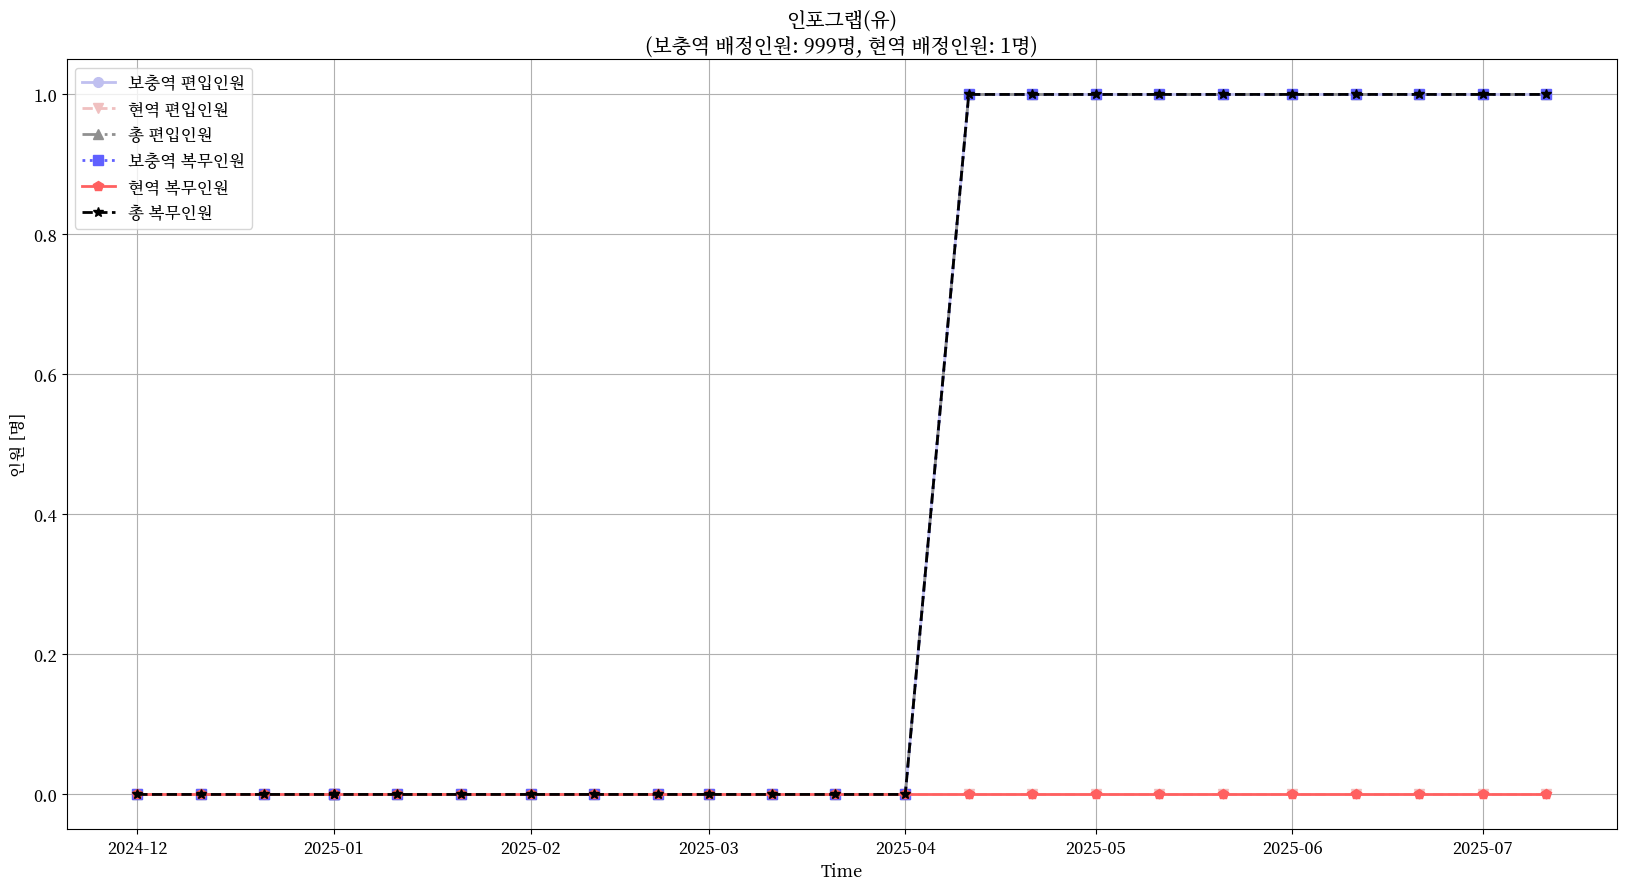 인포그랩(유)
(보충역 배정인원: 999명, 현역 배정인원: 1명)
보충역 편입인원
현역 편입인원
총 편입인원
보충역 복무인원
현역 복무인원
총 복무인원
1.0
0.8
0.6
0.4
0.2
0.0
인원 [명]
2024-12
2025-01
2025-02
2025-03
2025-04
2025-05
2025-06
2025-07
Time